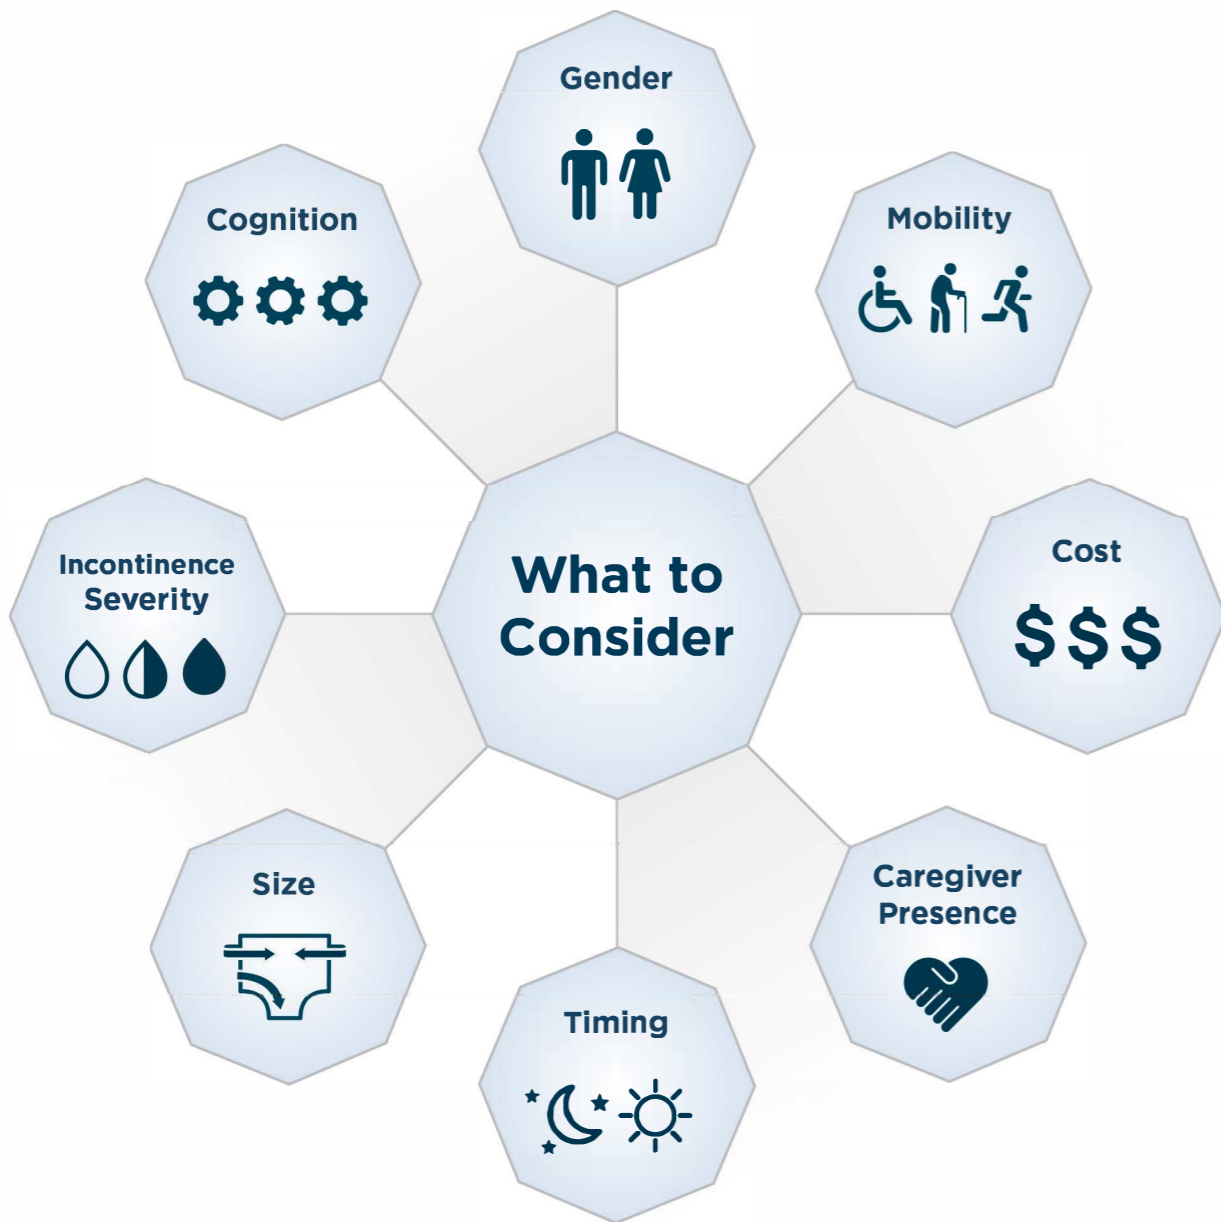 Gender
Mobility
Cognition
Cost
$$$
What to
Consider
Incontinence
Severity
Caregiver
Presence
Size
Timing